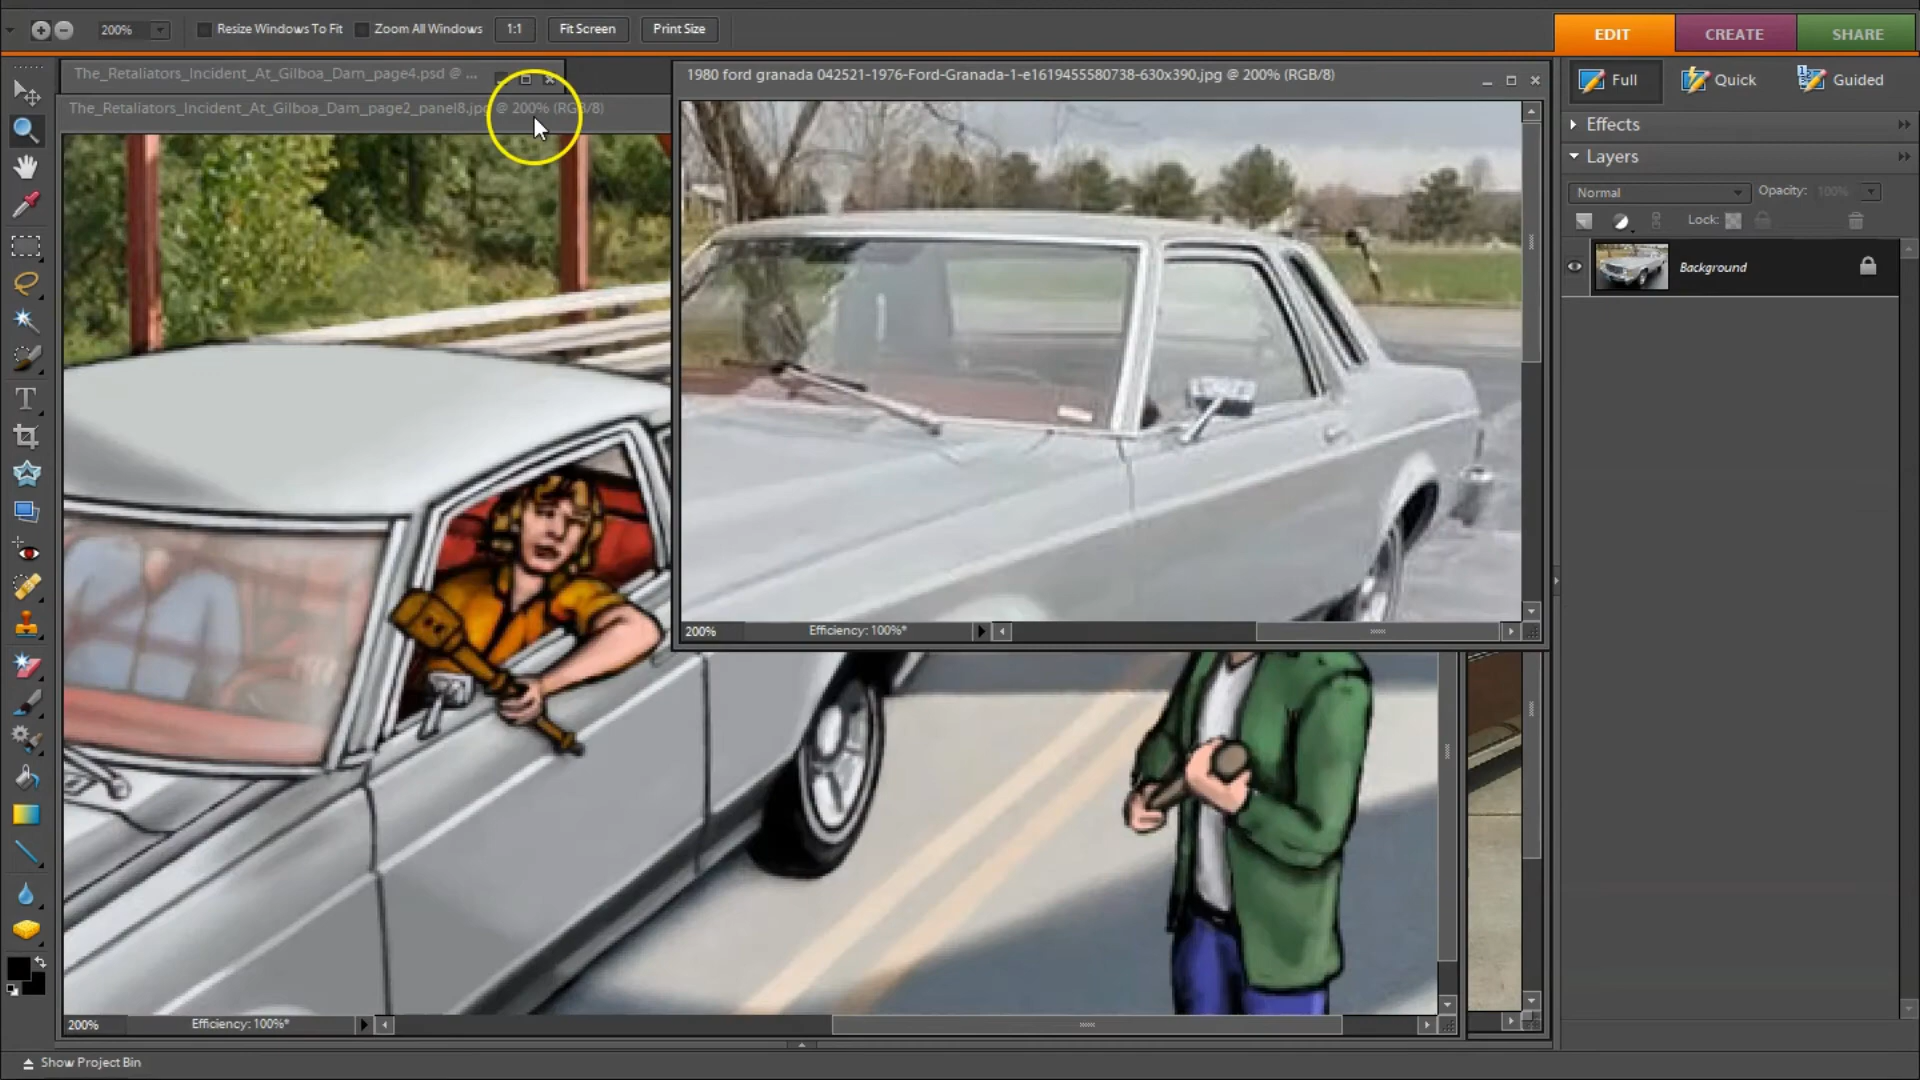 200%
Resize Windows To Fit
Zoom All Windows
1:1
Fit Screen
Print Size
EDIT
CREATE
SHARE
The_Retaliators_Incident_At_Gilboa_Dam_page4.psd @ ...
1980 ford granada 042521-1976-Ford-Granada-1-e1619455580738-630x390.jpg @ 200% (RGB/8)
Full
Quick
Guided
The_Retaliators_Incident_At_Gilboa_Dam_page2_panel8.jpg @ 200% (RGB/8)
Effects
Layers
Normal
Opacity: 100%
Lock:
Background
T
200%
Efficiency: 100%*
200%
Efficiency: 100%*
Show Project Bin